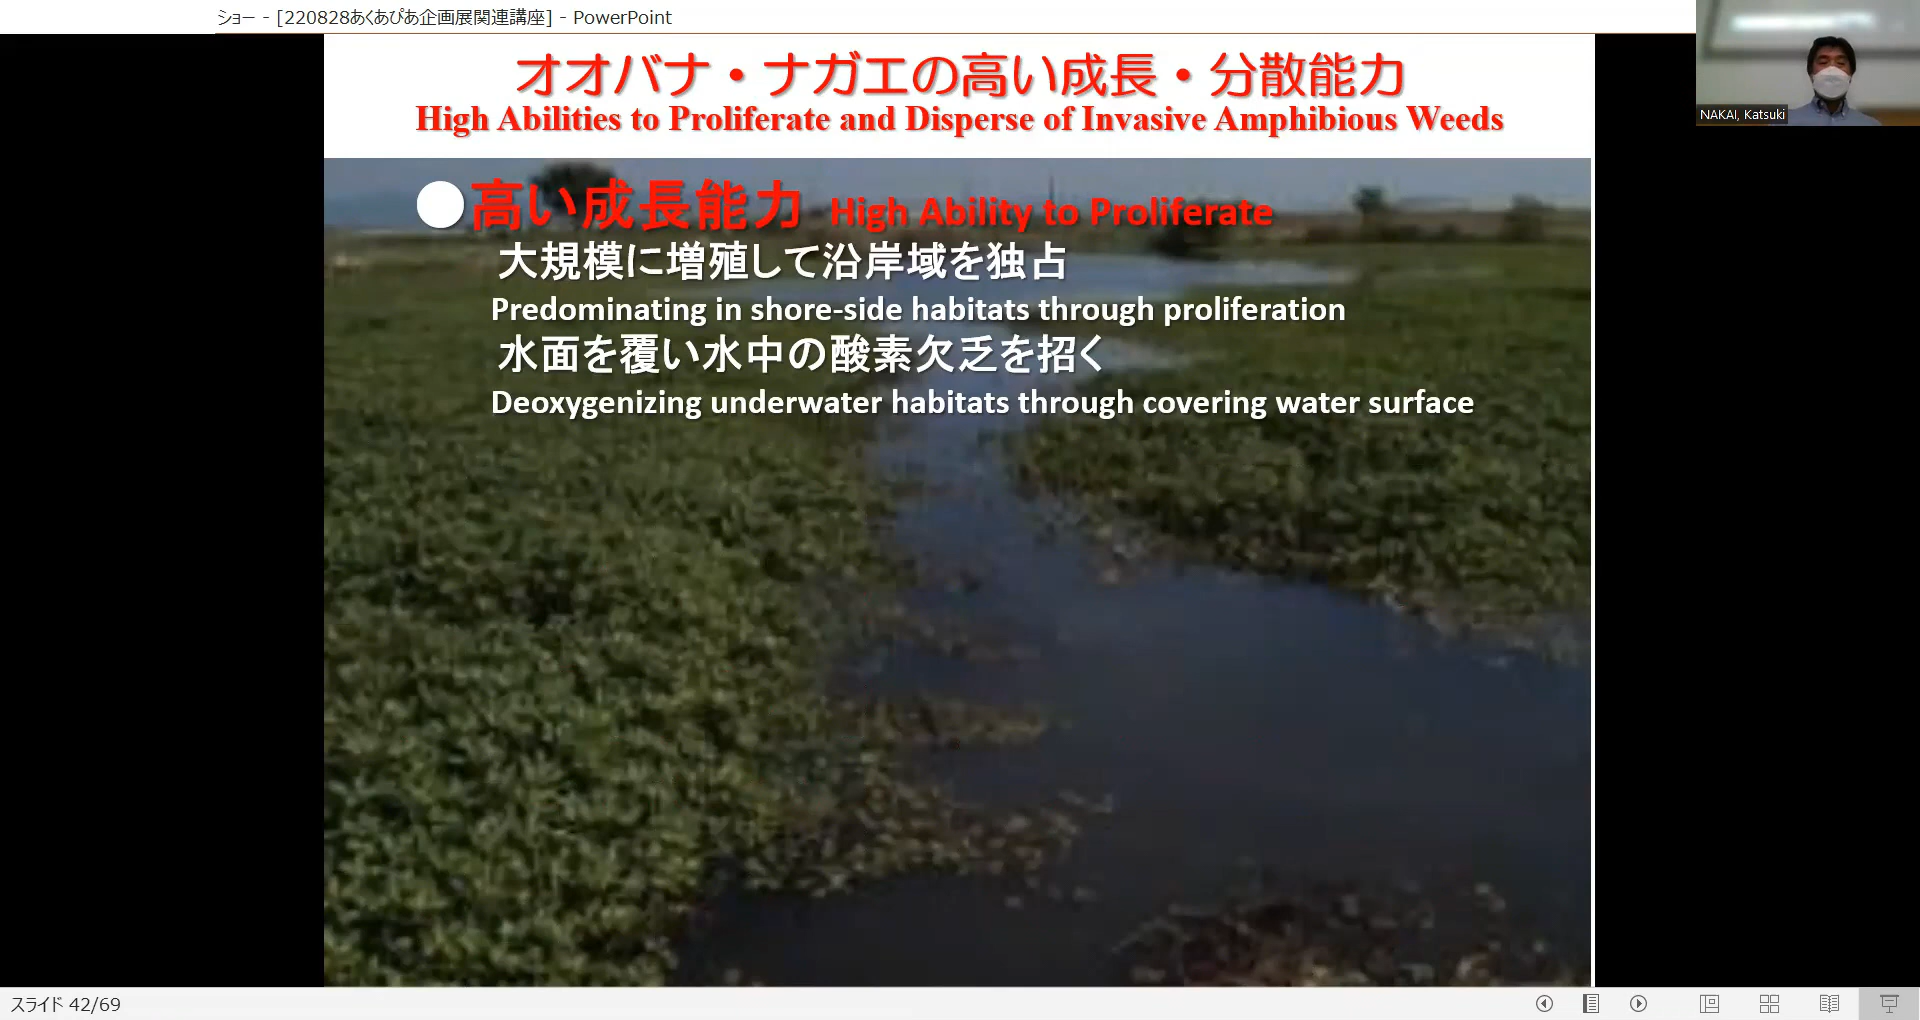 ショー - [220828あくあぴあ企画展関連講座] - PowerPoint
オオバナ・ナガエの高い成長・分散能力
High Abilities to Proliferate and Disperse of Invasive Amphibious Weeds
NAKAI, Katsuki
●高い成長能力 High Ability to Proliferate
大規模に増殖して沿岸域を独占
Predominating in shore-side habitats through proliferation
水面を覆い水中の酸素欠乏を招く
Deoxygenizing underwater habitats through covering water surface
スライド 42/69